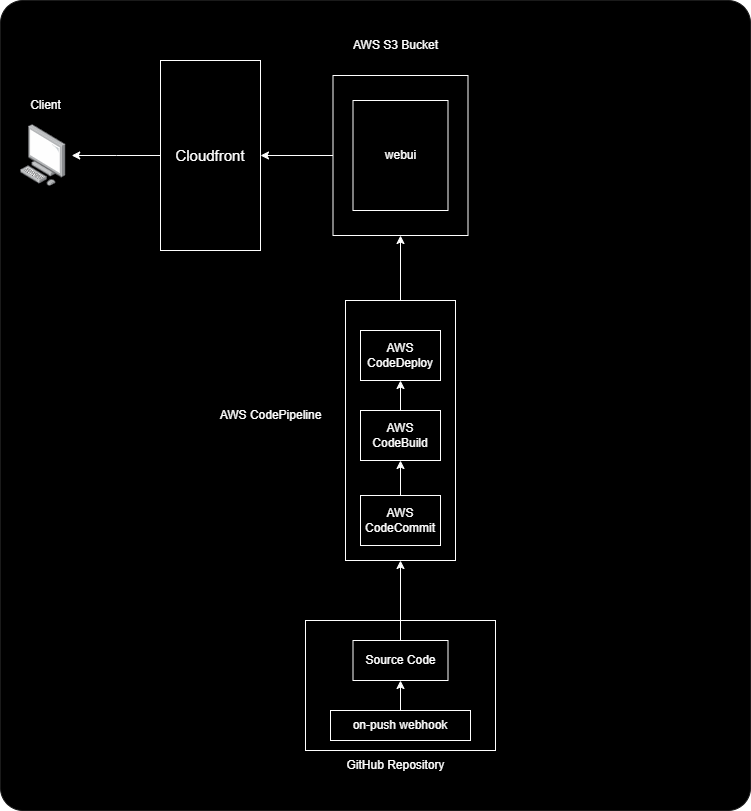 AWS S3 Bucket
Client
Cloudfront
webui
AWS
CodeDeploy
AWS CodePipeline
AWS
CodeBuild
AWS
CodeCommit
Source Code
on-push webhook
GitHub Repository